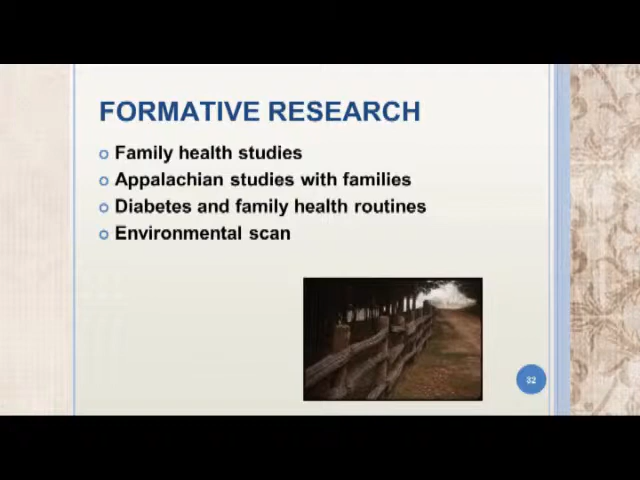 FORMATIVE RESEARCH
Family health studies
Appalachian studies with families
Diabetes and family health routines
Environmental scan
32